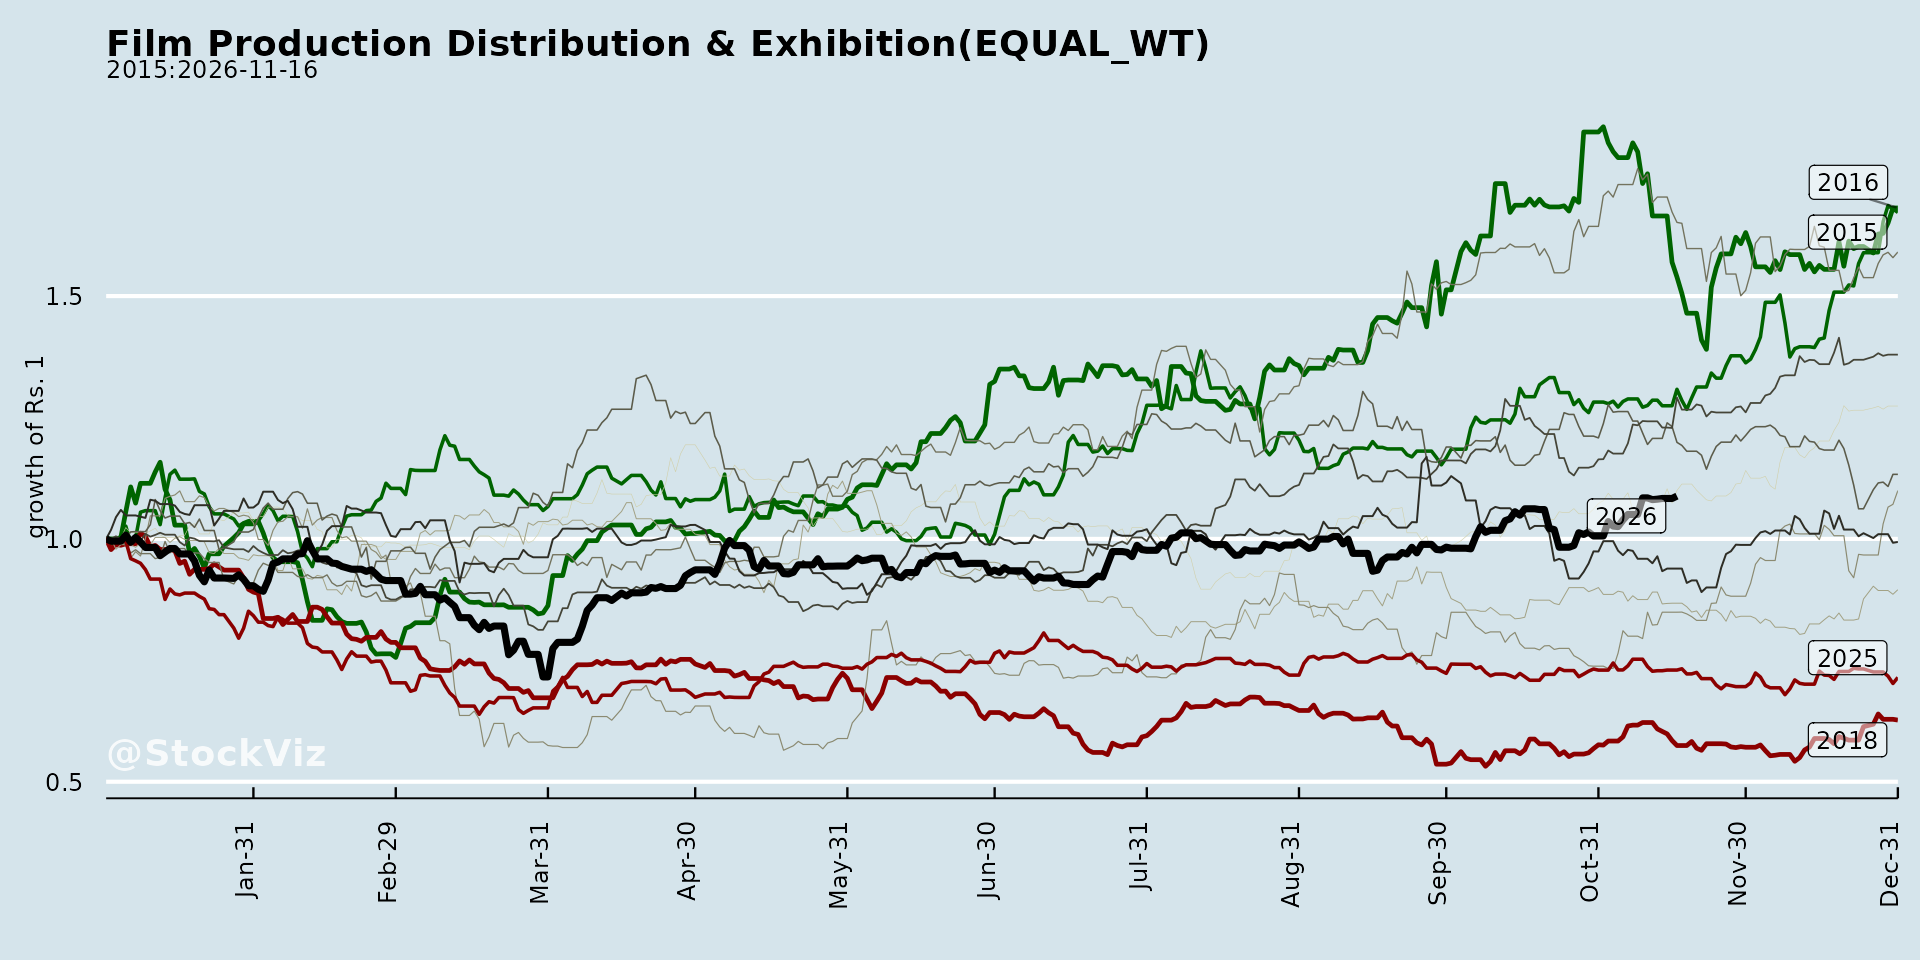 Film Production Distribution & Exhibition(EQUAL_WT)
2015:2026-11-16
growth of Rs. 1
1.5
1.0
0.5
2016
2015
2026
2025
2018
@StockViz
Jan-31
Feb-29
Mar-31
Apr-30
May-31
Jun-30
Jul-31
Aug-31
Sep-30
Oct-31
Nov-30
Dec-31